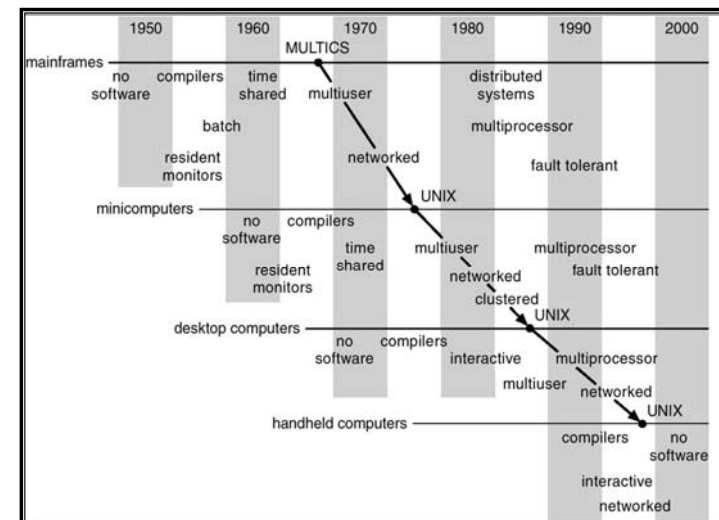 1950 1960 1970 1980 1990 2000
MULTICS
mainframes
no compilers time distributed
software shared multiuser systems
batch multiprocessor
resident networked fault tolerant
monitors
UNIX
minicomputers
no compilers
software time multiuser multiprocessor
resident shared networked fault tolerant
monitors clustered
UNIX
desktop computers
no compilers
software interactive multiprocessor
multiuser networked
UNIX
handheld computers
compilers no
software
interactive
networked